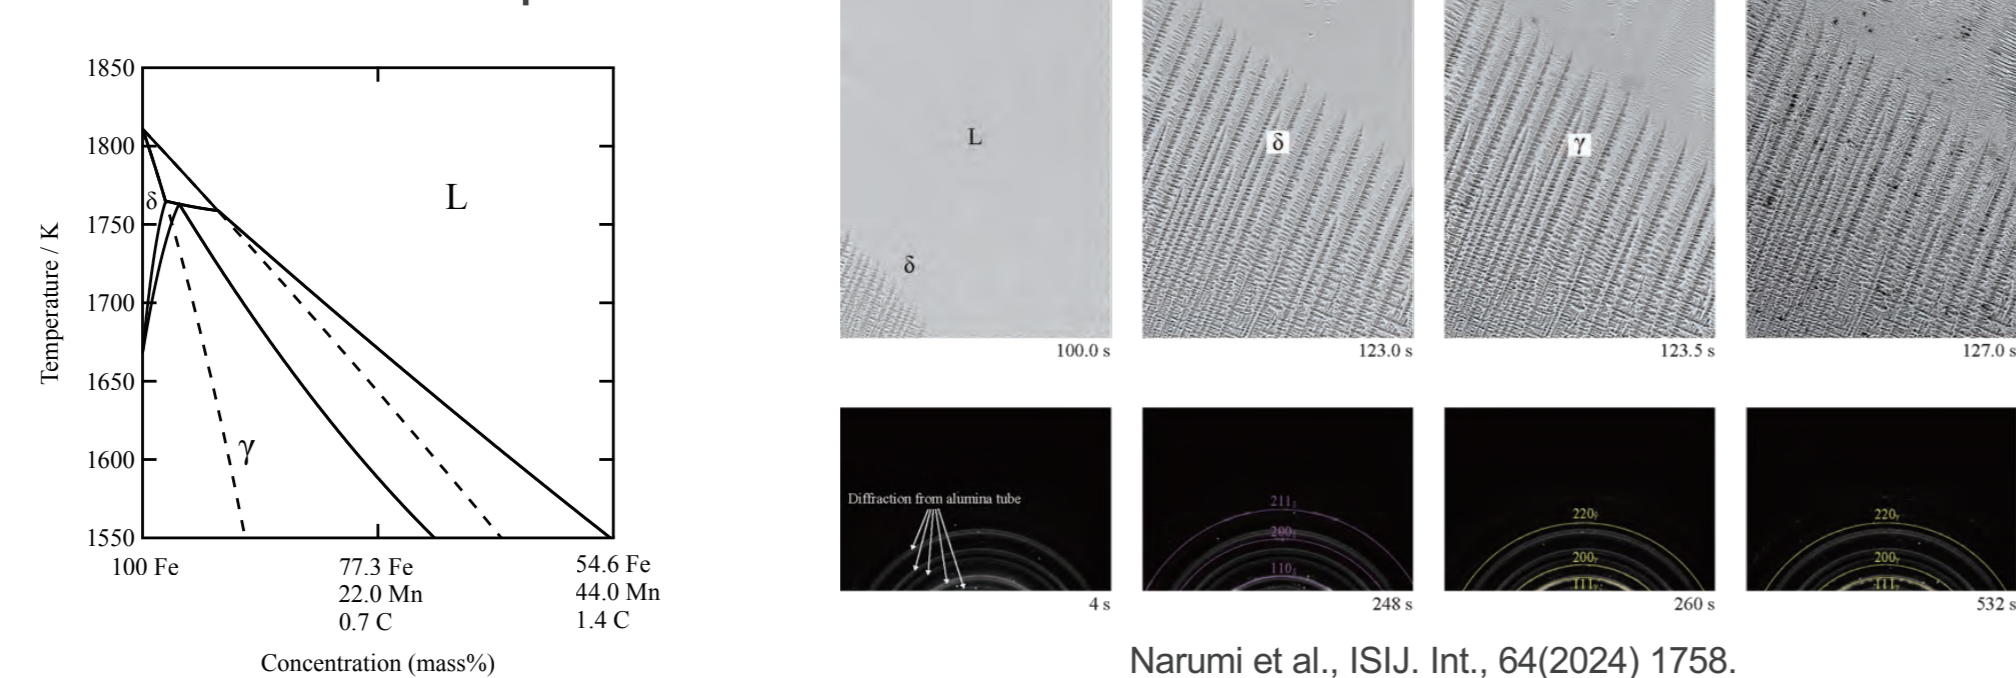 1850
1800
1750
1700
1650
1600
1550
Temperature / K
δ
L
γ
100 Fe
77.3 Fe
22.0 Mn
0.7 C
54.6 Fe
44.0 Mn
1.4 C
Concentration (mass%)
L
δ
100.0 s
δ
123.0 s
γ
123.5 s
127.0 s
Diffraction from alumina tube
4 s
211δ
200δ
110δ
248 s
220γ
200γ
111γ
260 s
220γ
200γ
111γ
532 s
Narumi et al., ISIJ. Int., 64(2024) 1758.